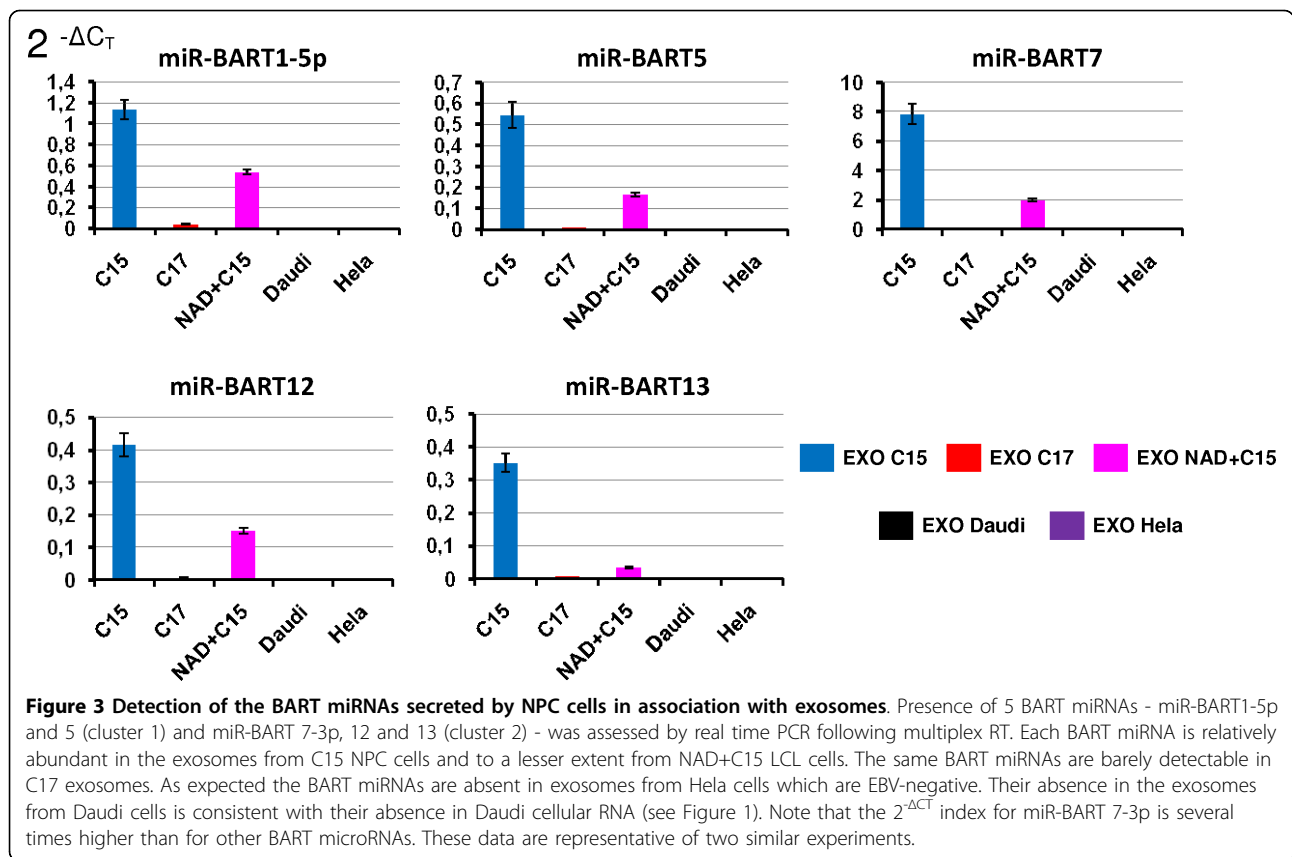 2 -ΔCT
miR-BART1-5p
1,4
1,2
1
0,8
0,6
0,4
0,2
0
C15
C17
NAD+C15
Daudi
Hela
miR-BART5
0,7
0,6
0,5
0,4
0,3
0,2
0,1
0
C15
C17
NAD+C15
Daudi
Hela
miR-BART7
10
8
6
4
2
0
C15
C17
NAD+C15
Daudi
Hela
miR-BART12
0,5
0,4
0,3
0,2
0,1
0
C15
C17
NAD+C15
Daudi
Hela
miR-BART13
0,5
0,4
0,3
0,2
0,1
0
C15
C17
NAD+C15
Daudi
Hela
EXO C15 EXO C17 EXO NAD+C15
EXO Daudi EXO Hela
Figure 3 Detection of the BART miRNAs secreted by NPC cells in association with exosomes. Presence of 5 BART miRNAs - miR-BART1-5p
and 5 (cluster 1) and miR-BART 7-3p, 12 and 13 (cluster 2) - was assessed by real time PCR following multiplex RT. Each BART miRNA is relatively
abundant in the exosomes from C15 NPC cells and to a lesser extent from NAD+C15 LCL cells. The same BART miRNAs are barely detectable in
C17 exosomes. As expected the BART miRNAs are absent in exosomes from Hela cells which are EBV-negative. Their absence in the exosomes
from Daudi cells is consistent with their absence in Daudi cellular RNA (see Figure 1). Note that the 2-ΔCT index for miR-BART 7-3p is several
times higher than for other BART microRNAs. These data are representative of two similar experiments.